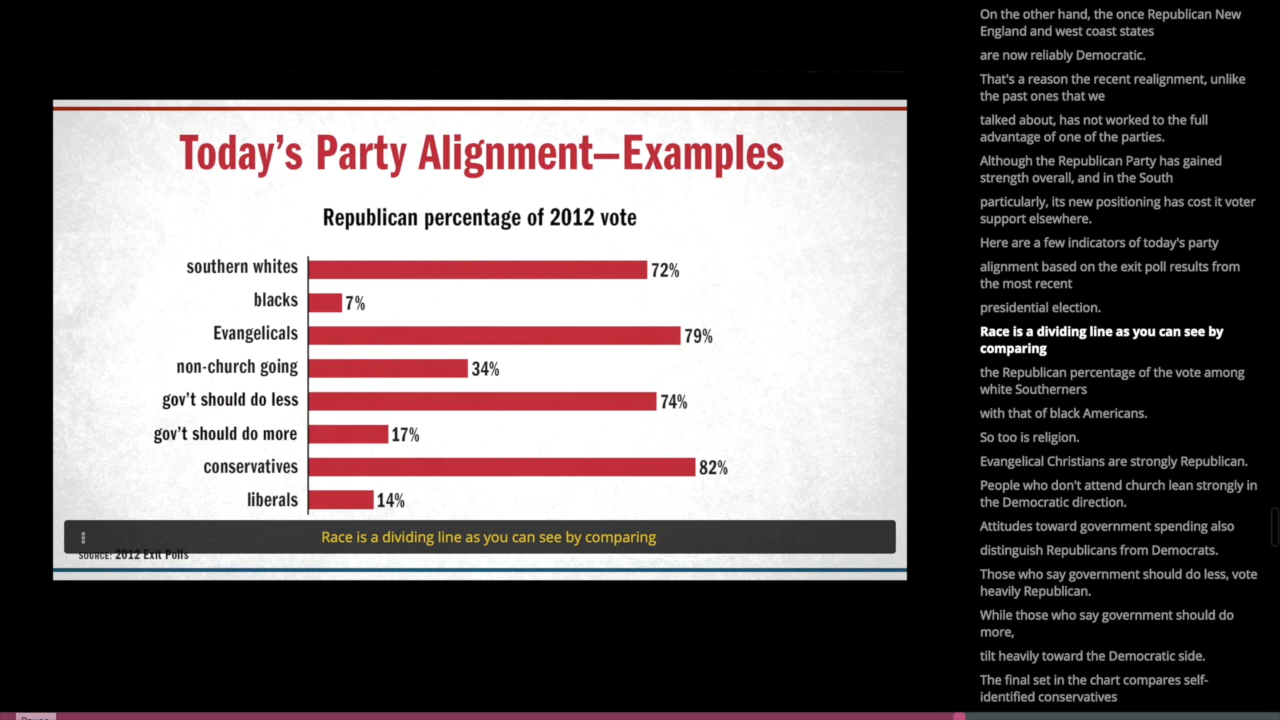 Today's Party Alignment—Examples
Republican percentage of 2012 vote
southern whites 72%
blacks 7%
Evangelicals 79%
non-church going 34%
gov't should do less 74%
gov't should do more 17%
conservatives 82%
liberals 14%
Race is a dividing line as you can see by comparing
SOURCE: 2012 Exit Polls
On the other hand, the once Republican New
England and west coast states
are now reliably Democratic.
That's a reason the recent realignment, unlike
the past ones that we
talked about, has not worked to the full
advantage of one of the parties.
Although the Republican Party has gained
strength overall, and in the South
particularly, its new positioning has cost it voter
support elsewhere.
Here are a few indicators of today's party
alignment based on the exit poll results from
the most recent
presidential election.
Race is a dividing line as you can see by
comparing
the Republican percentage of the vote among
white Southerners
with that of black Americans.
So too is religion.
Evangelical Christians are strongly Republican.
People who don't attend church lean strongly in
the Democratic direction.
Attitudes toward government spending also
distinguish Republicans from Democrats.
Those who say government should do less, vote
heavily Republican.
While those who say government should do
more,
tilt heavily toward the Democratic side.
The final set in the chart compares self-
identified conservatives